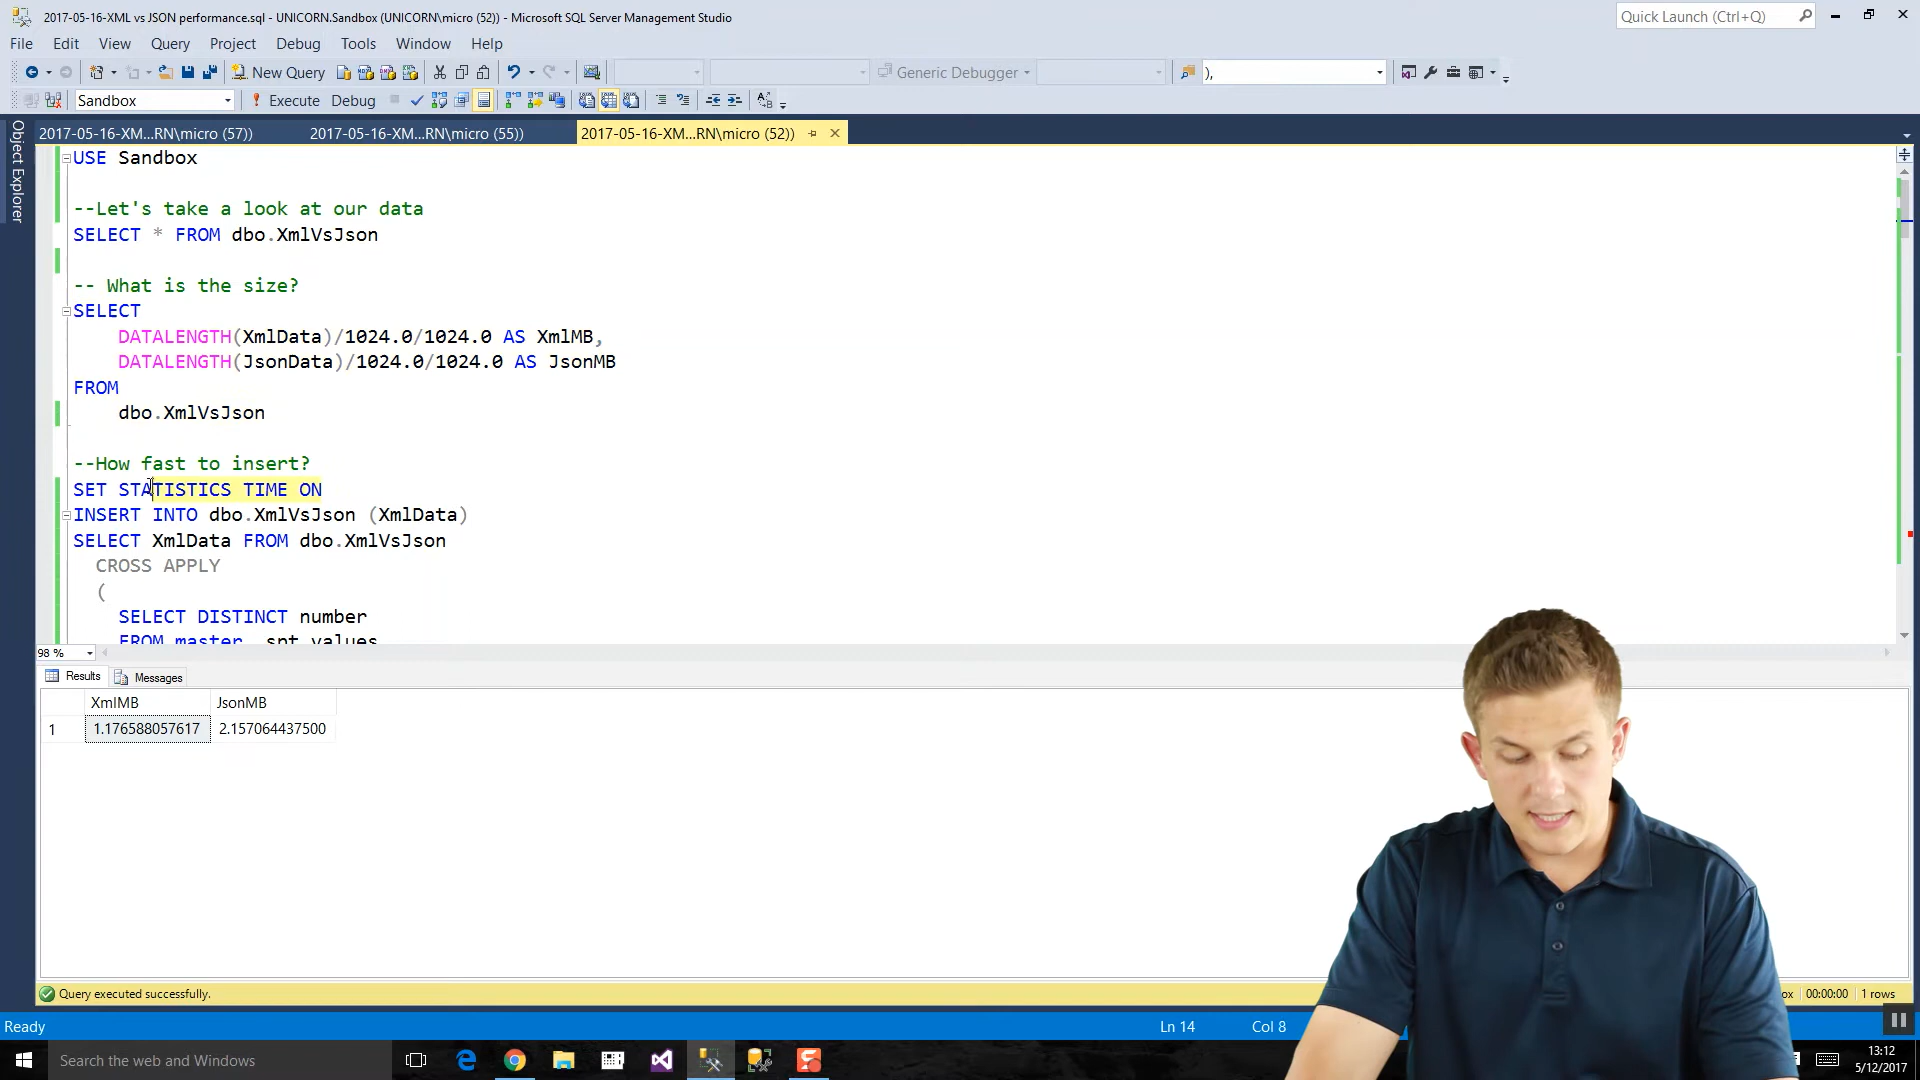 2017-05-16-XML vs JSON performance.sql - UNICORN.Sandbox (UNICORN\micro (52)) - Microsoft SQL Server Management Studio
Quick Launch (Ctrl+Q)
File Edit View Query Project Debug Tools Window Help
New Query
Generic Debugger
),
Sandbox
Execute Debug
2017-05-16-XM...RN\micro (57))
2017-05-16-XM...RN\micro (55))
2017-05-16-XM...RN\micro (52))
Object Explorer
USE Sandbox
--Let's take a look at our data
SELECT * FROM dbo.XmlVsJson
-- What is the size?
SELECT
DATALENGTH(XmlData)/1024.0/1024.0 AS XmlMB,
DATALENGTH(JsonData)/1024.0/1024.0 AS JsonMB
FROM
dbo.XmlVsJson
--How fast to insert?
SET STATISTICS TIME ON
INSERT INTO dbo.XmlVsJson (XmlData)
SELECT XmlData FROM dbo.XmlVsJson
CROSS APPLY
(
SELECT DISTINCT number
FROM master..spt_values
98 %
Results Messages
XmlMB JsonMB
1 1.176588057617 2.157064437500
Query executed successfully.
00:00:00 1 rows
Ready
Ln 14 Col 8
Search the web and Windows
13:12
5/12/2017